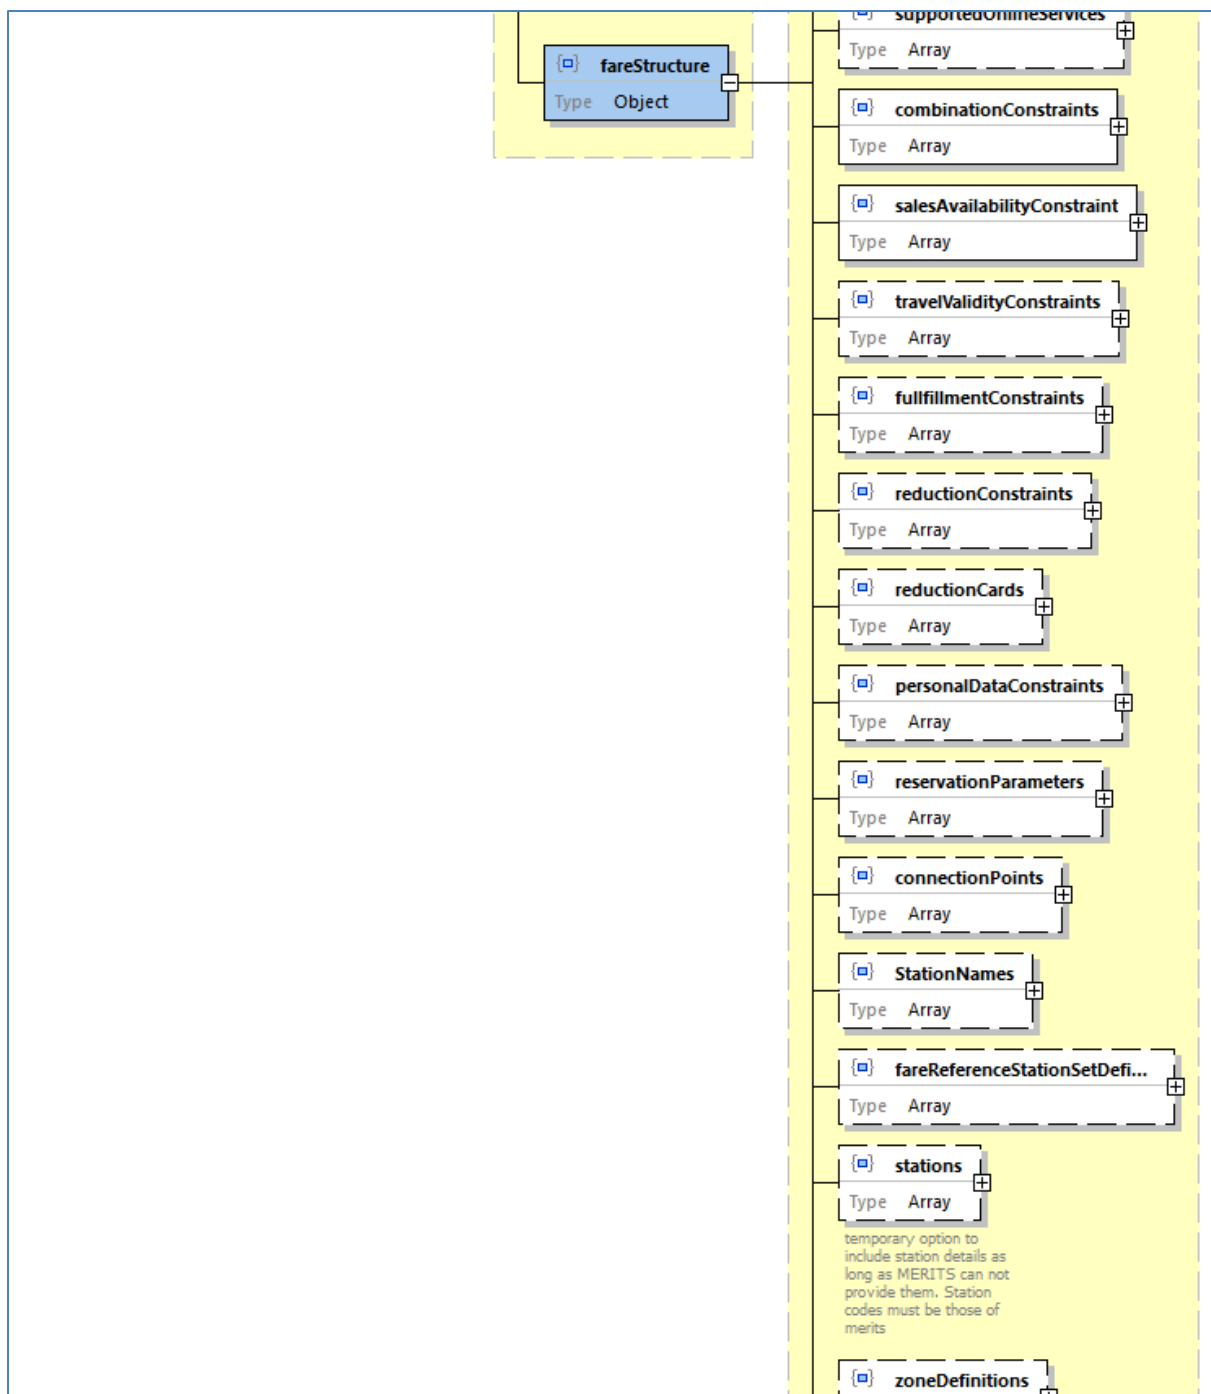 supportedOnlineServices
Type Array
fareStructure
Type Object
combinationConstraints
Type Array
salesAvailabilityConstraint
Type Array
travelValidityConstraints
Type Array
fullfillmentConstraints
Type Array
reductionConstraints
Type Array
reductionCards
Type Array
personalDataConstraints
Type Array
reservationParameters
Type Array
connectionPoints
Type Array
StationNames
Type Array
fareReferenceStationSetDefi...
Type Array
stations
Type Array
temporary option to
include station details as
long as MERITS can not
provide them. Station
codes must be those of
merits
zoneDefinitions